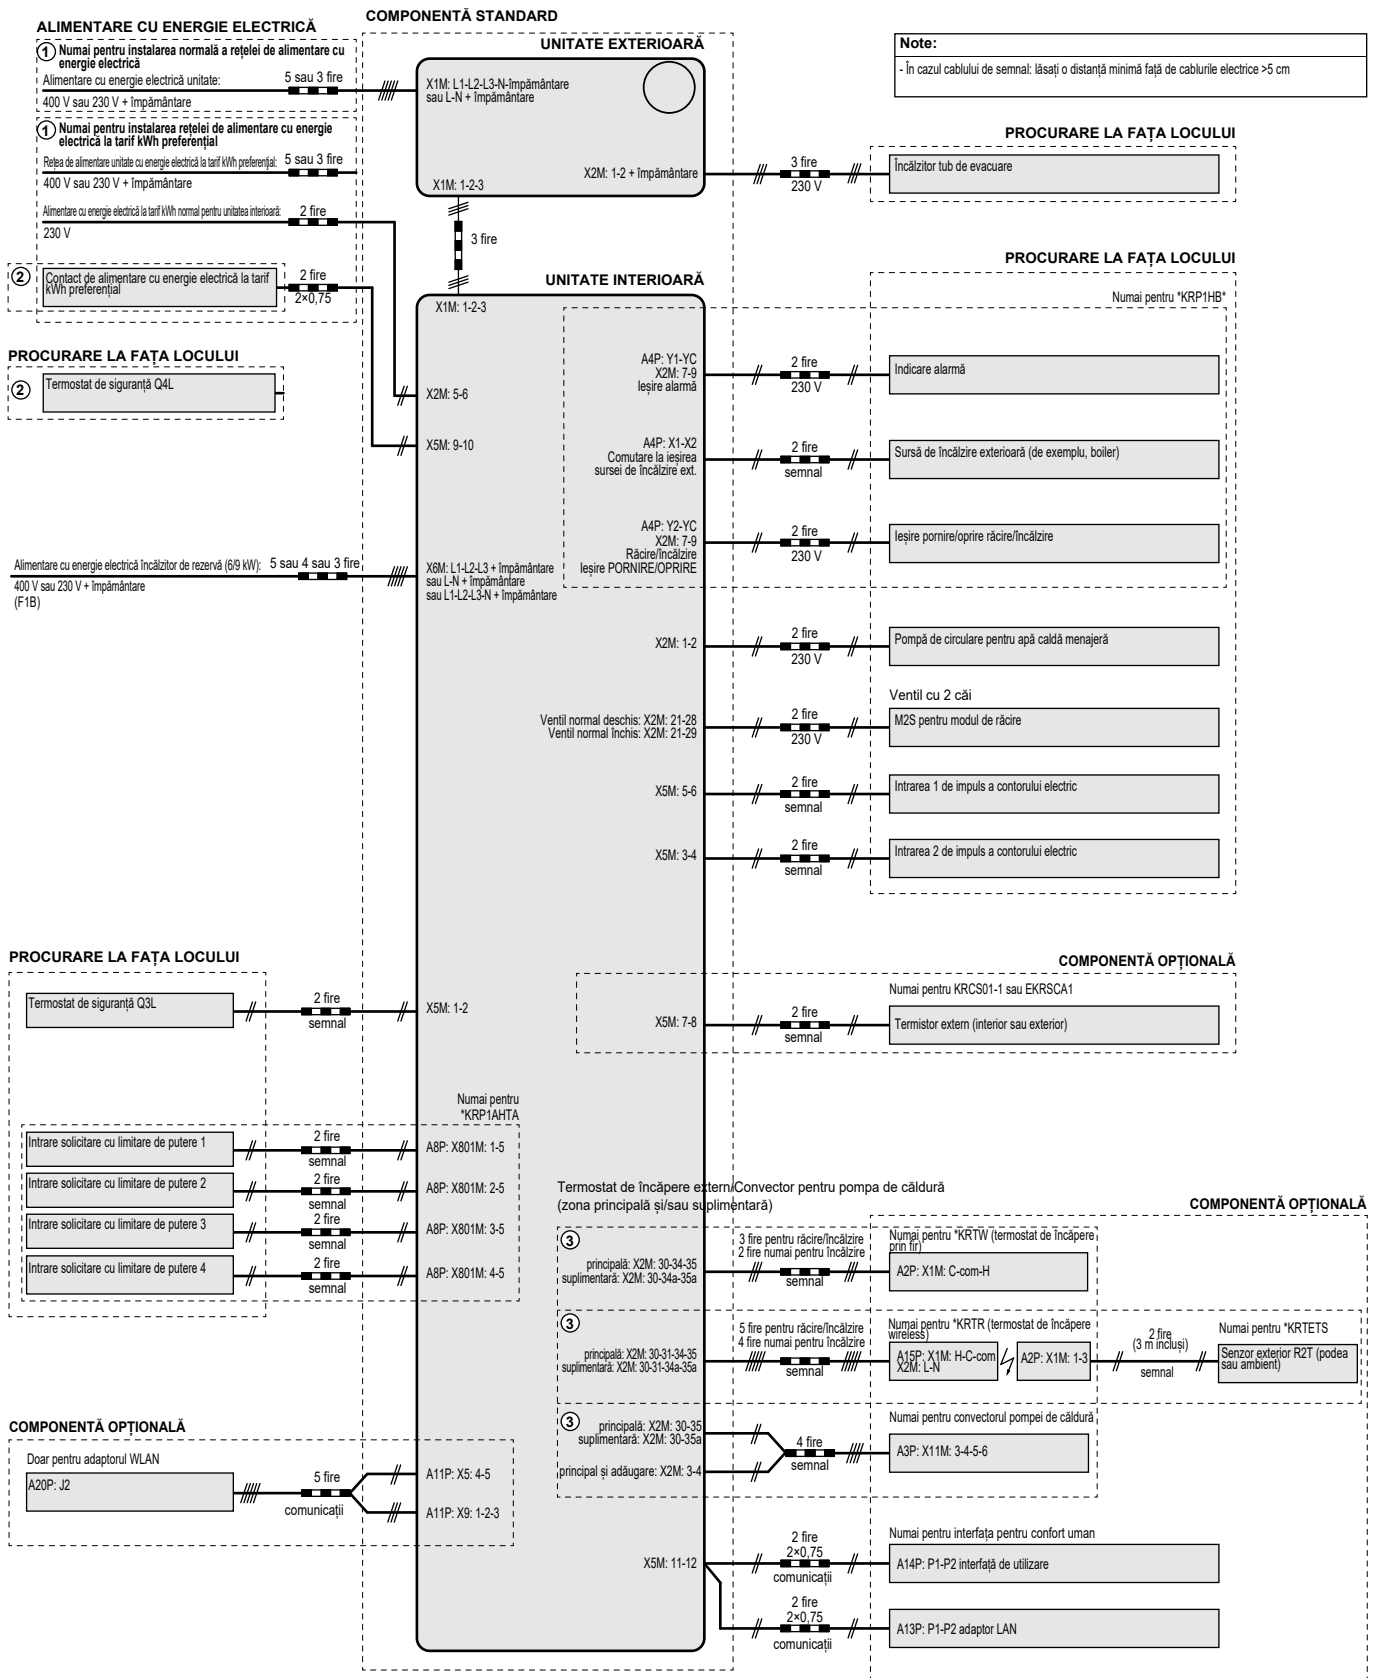 COMPONENTĂ STANDARD
ALIMENTARE CU ENERGIE ELECTRICĂ
1 Numai pentru instalarea normală a rețelei de alimentare cu
energie electrică
Alimentare cu energie electrică unitate:
5 sau 3 fire
400 V sau 230 V + împământare
1 Numai pentru instalarea rețelei de alimentare cu energie
electrică la tarif kWh preferențial
Rețea de alimentare unitate cu energie electrică la tarif kWh preferențial:
5 sau 3 fire
400 V sau 230 V + împământare
Alimentare cu energie electrică la tarif kWh normal pentru unitatea interioară:
2 fire
230 V
2
Contact de alimentare cu energie electrică la tarif
kWh preferențial
2 fire
2×0,75
PROCURARE LA FAȚA LOCULUI
2
Termostat de siguranță Q4L
UNITATE EXTERIOARĂ
X1M: L1-L2-L3-N-împământare
sau L-N + împământare
X2M: 1-2 + împământare
X1M: 1-2-3
3 fire
Note:
- În cazul cablului de semnal: lăsați o distanță minimă față de cablurile electrice >5 cm
PROCURARE LA FAȚA LOCULUI
3 fire
230 V
Încălzitor tub de evacuare
UNITATE INTERIOARĂ
X1M: 1-2-3
X2M: 5-6
X5M: 9-10
PROCURARE LA FAȚA LOCULUI
Numai pentru *KRP1HB*
A4P: Y1-YC
X2M: 7-9
Ieșire alarmă
2 fire
230 V
Indicare alarmă
A4P: X1-X2
Comutare la ieșirea
sursei de încălzire ext.
2 fire
semnal
Sursă de încălzire exterioară (de exemplu, boiler)
A4P: Y2-YC
X2M: 7-9
Răcire/Încălzire
Ieșire PORNIRE/OPRIRE
2 fire
230 V
Ieșire pornire/oprire răcire/încălzire
Alimentare cu energie electrică încălzitor de rezervă (6/9 kW):
5 sau 4 sau 3 fire
400 V sau 230 V + împământare
(F1B)
X6M: L1-L2-L3 + împământare
sau L-N + împământare
sau L1-L2-L3-N + împământare
X2M: 1-2
2 fire
230 V
Pompă de circulare pentru apă caldă menajeră
Ventil cu 2 căi
Ventil normal deschis: X2M: 21-28
Ventil normal închis: X2M: 21-29
2 fire
230 V
M2S pentru modul de răcire
X5M: 5-6
2 fire
semnal
Intrarea 1 de impuls a contorului electric
X5M: 3-4
2 fire
semnal
Intrarea 2 de impuls a contorului electric
PROCURARE LA FAȚA LOCULUI
Termostat de siguranță Q3L
2 fire
semnal
X5M: 1-2
COMPONENTĂ OPȚIONALĂ
Numai pentru KRCS01-1 sau EKRSCA1
X5M: 7-8
2 fire
semnal
Termistor extern (interior sau exterior)
Numai pentru
*KRP1AHTA
Intrare solicitare cu limitare de putere 1
2 fire
semnal
A8P: X801M: 1-5
Intrare solicitare cu limitare de putere 2
2 fire
semnal
A8P: X801M: 2-5
Intrare solicitare cu limitare de putere 3
2 fire
semnal
A8P: X801M: 3-5
Intrare solicitare cu limitare de putere 4
2 fire
semnal
A8P: X801M: 4-5
Termostat de încăpere extern/Convector pentru pompa de căldură
(zona principală și/sau suplimentară)
COMPONENTĂ OPȚIONALĂ
3
principală: X2M: 30-34-35
suplimentară: X2M: 30-34a-35a
3 fire pentru răcire/încălzire
2 fire numai pentru încălzire
semnal
Numai pentru *KRTW (termostat de încăpere
prin fir)
A2P: X1M: C-com-H
3
principală: X2M: 30-31-34-35
suplimentară: X2M: 30-31-34a-35a
5 fire pentru răcire/încălzire
4 fire numai pentru încălzire
semnal
Numai pentru *KRTR (termostat de încăpere
wireless)
A15P: X1M: H-C-com
X2M: L-N
A2P: X1M: 1-3
2 fire
(3 m incluși)
semnal
Numai pentru *KRTETS
Senzor exterior R2T (podea
sau ambient)
3
principală: X2M: 30-35
suplimentară: X2M: 30-35a
principal și adăugare: X2M: 3-4
4 fire
semnal
Numai pentru convectorul pompei de căldură
A3P: X11M: 3-4-5-6
COMPONENTĂ OPȚIONALĂ
Doar pentru adaptorul WLAN
A20P: J2
5 fire
comunicații
A11P: X5: 4-5
A11P: X9: 1-2-3
X5M: 11-12
2 fire
2×0,75
comunicații
Numai pentru interfața pentru confort uman
A14P: P1-P2 interfață de utilizare
2 fire
2×0,75
comunicații
A13P: P1-P2 adaptor LAN